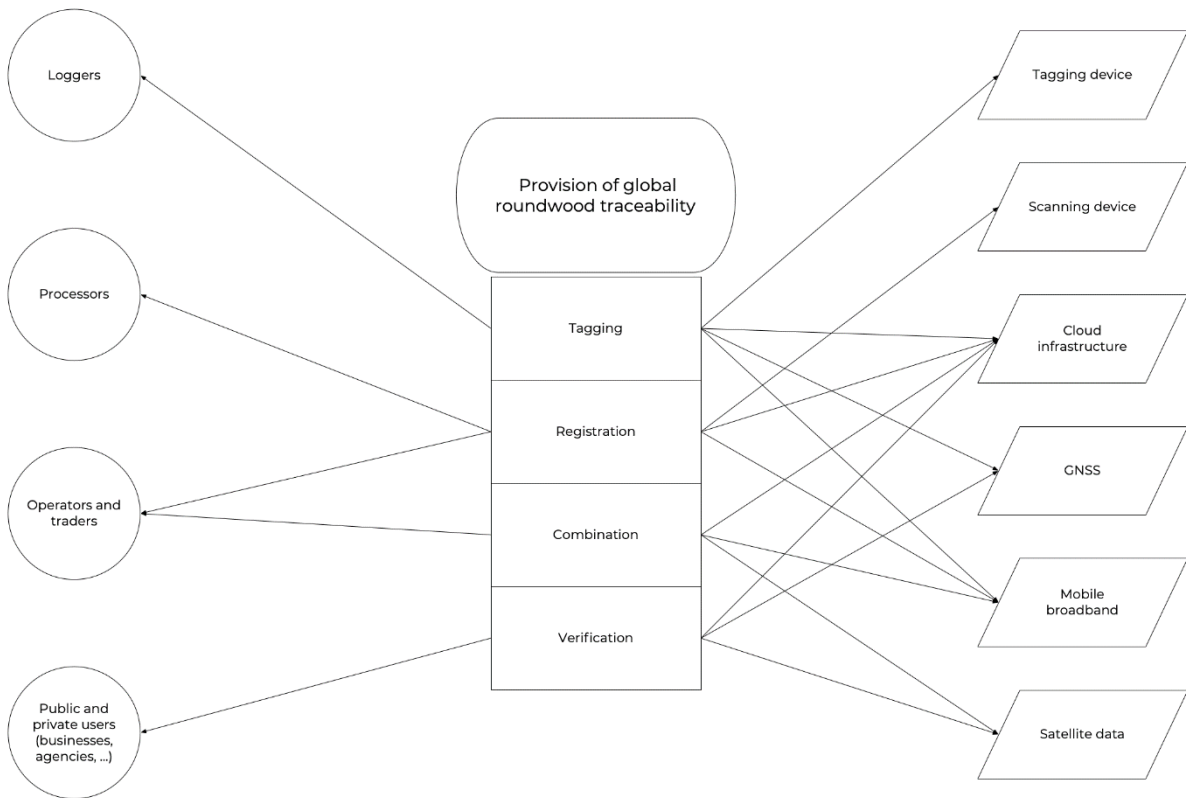 Loggers
Processors
Operators and
traders
Public and
private users
(businesses,
agencies, ...)
Provision of global
roundwood traceability
Tagging
Registration
Combination
Verification
Tagging device
Scanning device
Cloud
infrastructure
GNSS
Mobile
broadband
Satellite data